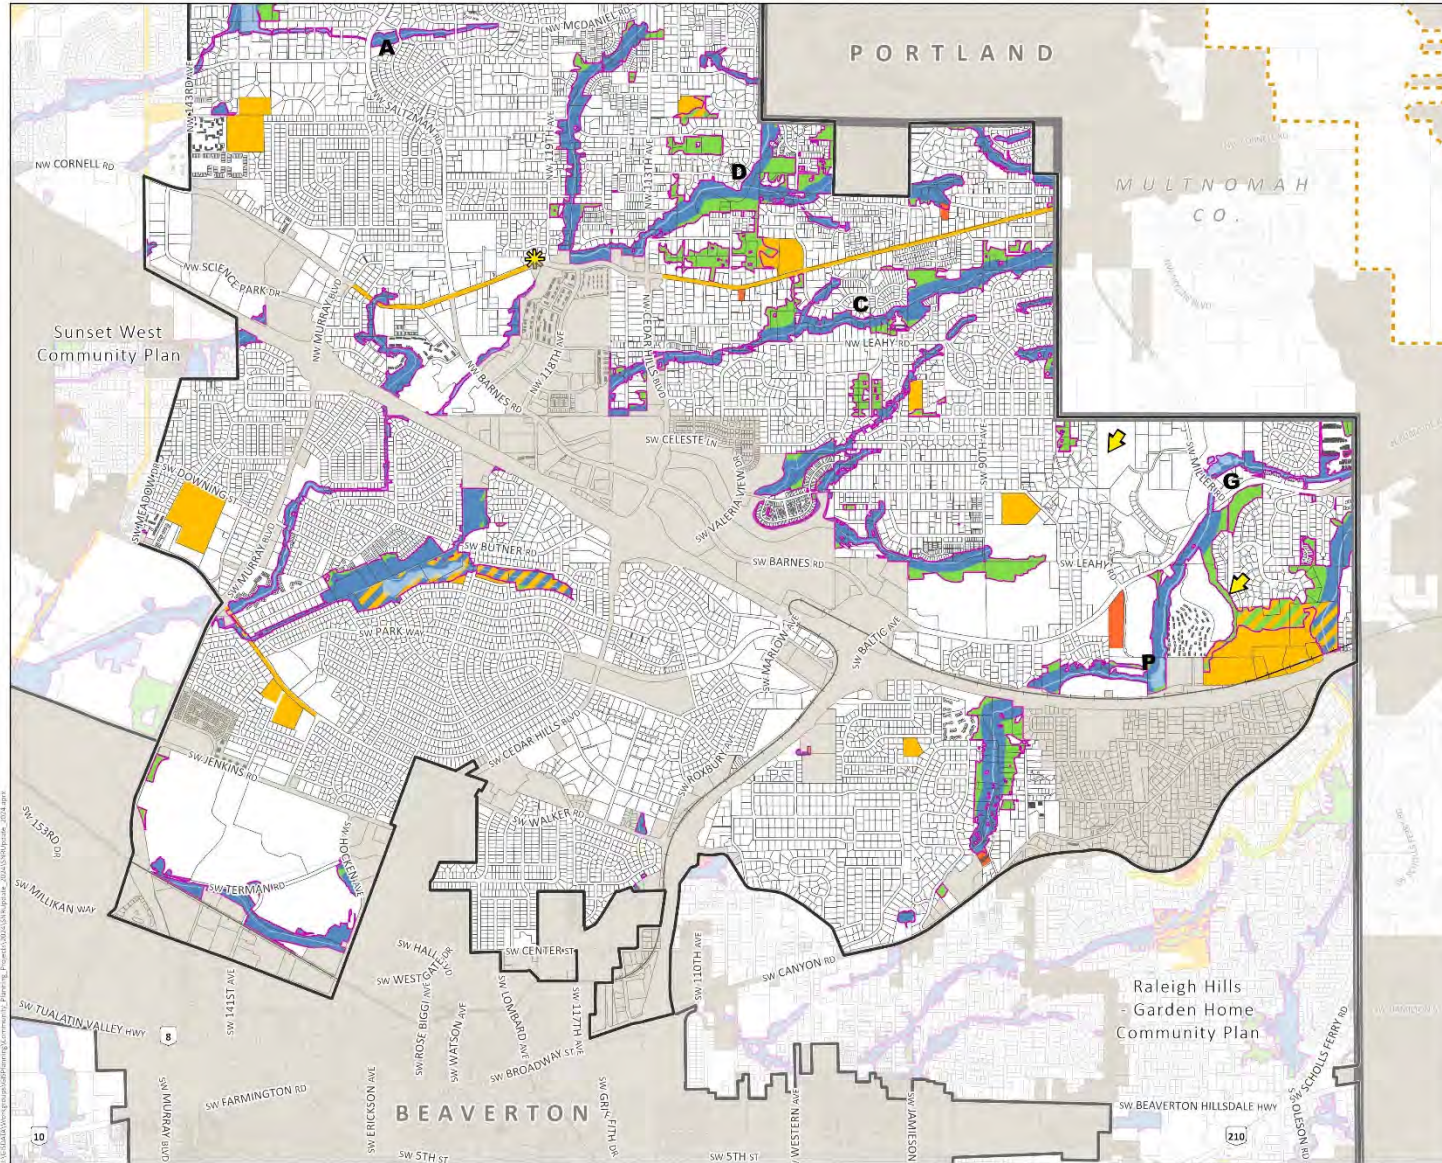 NW MCDANIEL RD
A
PORTLAND
NW 143RD AVE
NW SALTZMAN RD
NW 119TH AVE
NW 113TH AVE
NW CORNELL RD
D
MULTNOMAH
CO.
NW SCIENCE PARK DR
NW MURRAY BLVD
C
Sunset West
Community Plan
NW CEDAR HILLS BLVD
NW LEAHY RD
NW 118TH AVE
NW BARNES RD
SW CELESTE LN
SW 90TH AVE
SW MILLER RD
G
SW DOWNING ST
SW VALERIA VIEW DR
SW MURRAY BLVD
SW BUTNER RD
SW BARNES RD
SW LEAHY RD
SW PARK WAY
SW MARLOW AVE
SW BALTIC AVE
P
SW CEDAR HILLS BLVD
SW ROXBURY AVE
SW JENKINS RD
SW WALKER RD
SW 153RD DR
SW HOCKEN AVE
SW TERMAN RD
SW MILLIKAN WAY
SW HALL BLVD
SW CENTER ST
SW WESTGATE DR
SW CANYON RD
SW 110TH AVE
SW 141ST AVE
SW ROSE BIGGI AVE
SW WATSON AVE
SW LOMBARD AVE
SW 117TH AVE
Raleigh Hills
- Garden Home
Community Plan
SW TUALATIN VALLEY HWY
8
SW BROADWAY ST
SW SCHOLLS FERRY RD
SW FARMINGTON RD
SW ERICKSON AVE
BEAVERTON
SW GRIFFITH DR
SW WESTERN AVE
SW JAMIESON
SW BEAVERTON HILLSDALE HWY
SW OLESON RD
10
SW MURRAY BLVD
210
SW 5TH ST
SW 5TH ST